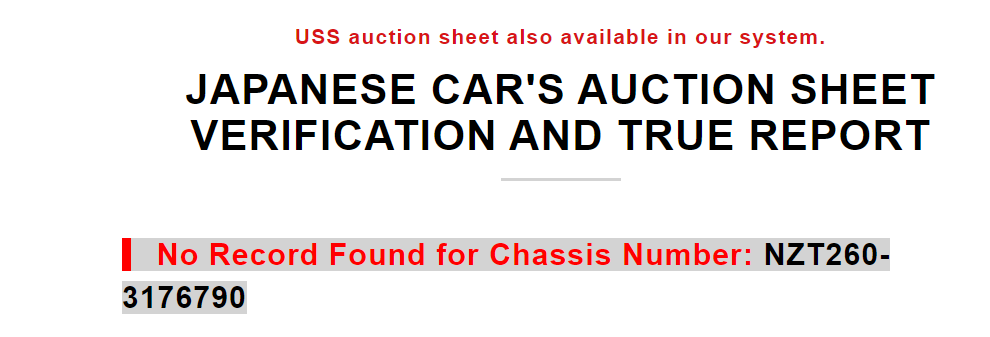 USS auction sheet also available in our system.
JAPANESE CAR'S AUCTION SHEET
VERIFICATION AND TRUE REPORT
No Record Found for Chassis Number: NZT260-
3176790